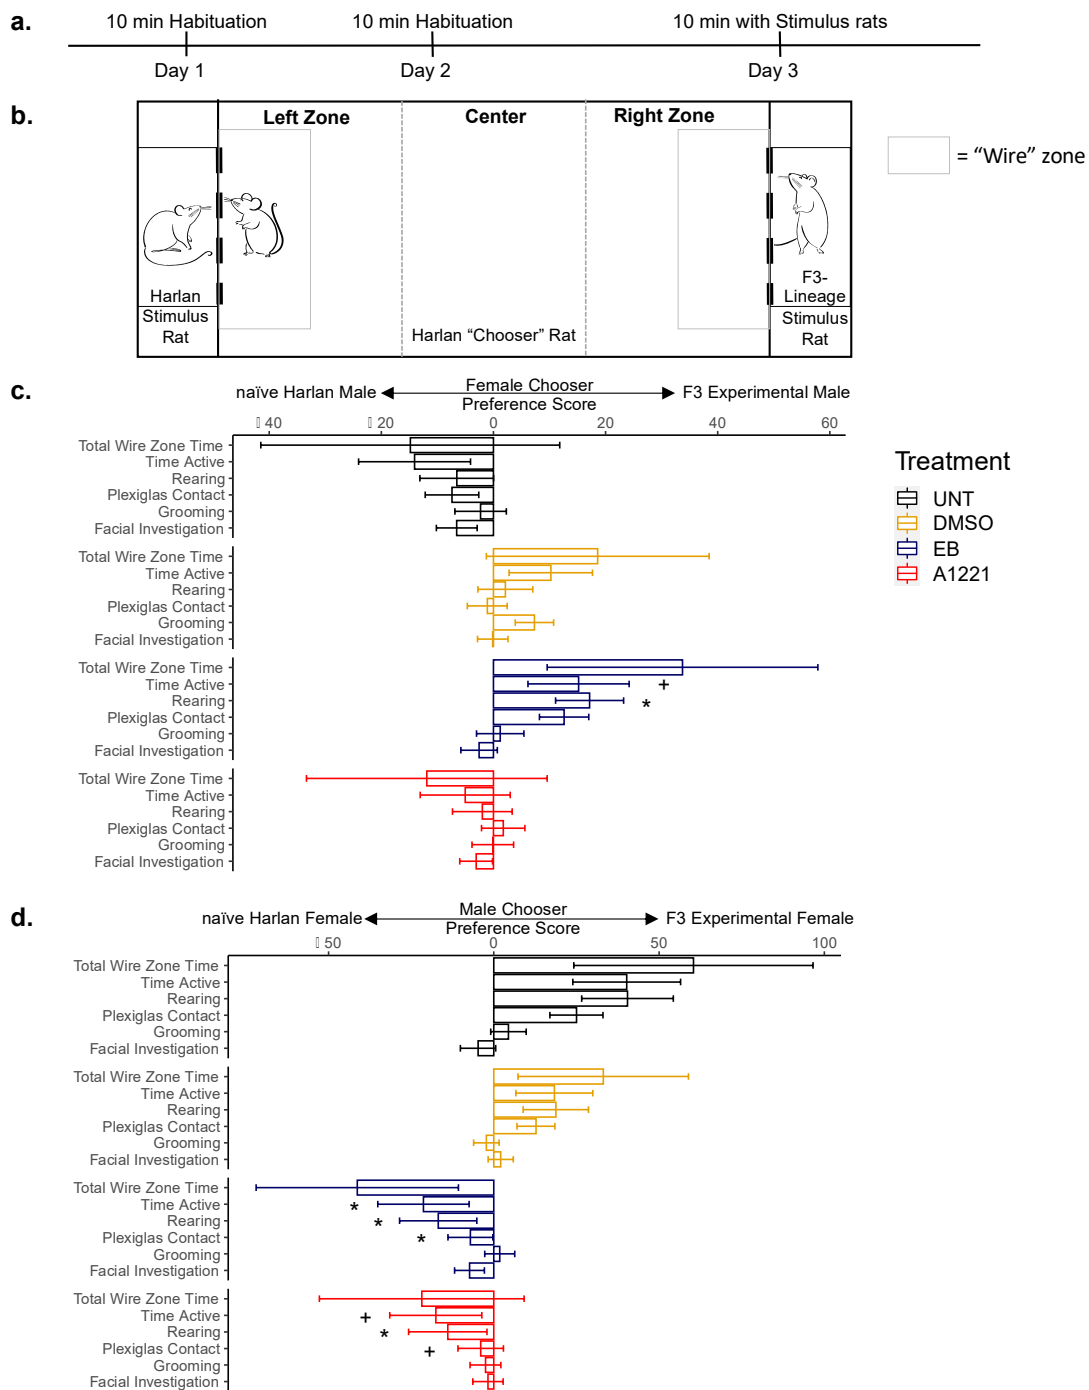 a.
10 min Habituation 10 min Habituation 10 min with Stimulus rats
Day 1 Day 2 Day 3
b.
Left Zone Center Right Zone
= “Wire” zone
Harlan
Stimulus
Rat
Harlan “Chooser” Rat
F3-
Lineage
Stimulus
Rat
c.
naïve Harlan Male Female Chooser F3 Experimental Male
Preference Score
40 20 0 20 40 60
Total Wire Zone Time
Time Active
Rearing
Plexiglas Contact
Grooming
Facial Investigation
Total Wire Zone Time
Time Active
Rearing
Plexiglas Contact
Grooming
Facial Investigation
Total Wire Zone Time
Time Active +
Rearing *
Plexiglas Contact
Grooming
Facial Investigation
Total Wire Zone Time
Time Active
Rearing
Plexiglas Contact
Grooming
Facial Investigation
Treatment
UNT
DMSO
EB
A1221
d.
naïve Harlan Female Male Chooser F3 Experimental Female
Preference Score
50 0 50 100
Total Wire Zone Time
Time Active
Rearing
Plexiglas Contact
Grooming
Facial Investigation
Total Wire Zone Time
Time Active
Rearing
Plexiglas Contact
Grooming
Facial Investigation
Total Wire Zone Time
Time Active *
Rearing *
Plexiglas Contact *
Grooming
Facial Investigation
Total Wire Zone Time
Time Active +
Rearing *
Plexiglas Contact +
Grooming
Facial Investigation